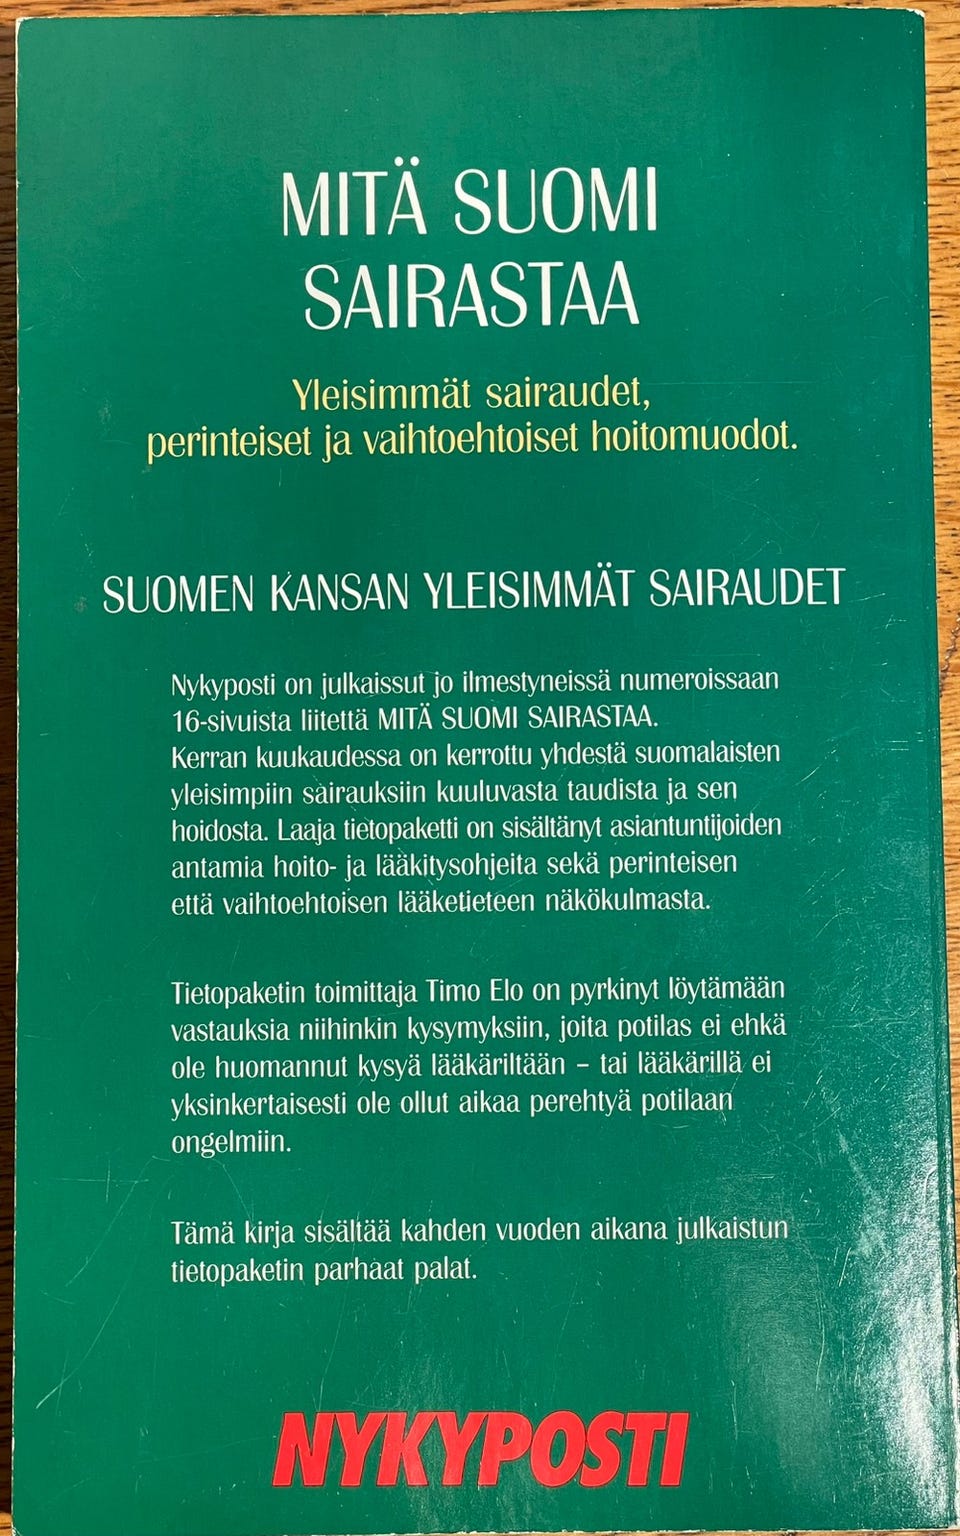 MITÄ SUOMI
SAIRASTAA
Yleisimmät sairaudet,
perinteiset ja vaihtoehtoiset hoitomuodot.
SUOMEN KANSAN YLEISIMMÄT SAIRAUDET
Nykyposti on julkaissut jo ilmestyneissä numeroissaan
16-sivuista liitettä MITÄ SUOMI SAIRASTAA.
Kerran kuukaudessa on kerrottu yhdestä suomalaisten
yleisimpiin sairauksiin kuuluvasta taudista ja sen
hoidosta. Laaja tietopaketti on sisältänyt asiantuntijoiden
antamia hoito- ja lääkitysohjeita sekä perinteisen
että vaihtoehtoisen lääketieteen näkökulmasta.
Tietopaketin toimittaja Timo Elo on pyrkinyt löytämään
vastauksia niihinkin kysymyksiin, joita potilas ei ehkä
ole huomannut kysyä lääkäriltään – tai lääkärillä ei
yksinkertaisesti ole ollut aikaa perehtyä potilaan
ongelmiin.
Tämä kirja sisältää kahden vuoden aikana julkaistun
tietopaketin parhaat palat.
NYKYPOSTI